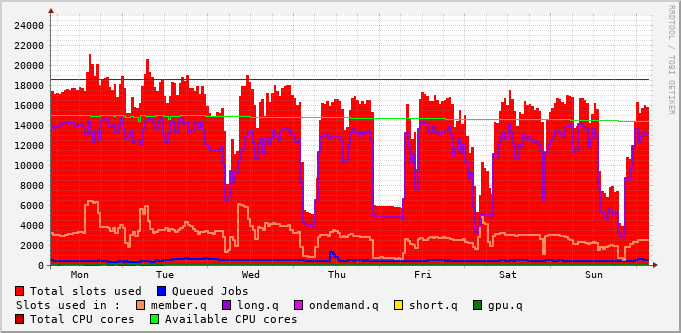 RRDTOOL / TOBI OETIKER
24000
22000
20000
18000
16000
14000
12000
10000
8000
6000
4000
2000
0
Mon Tue Wed Thu Fri Sat Sun
Total slots used Queued Jobs
Slots used in : member.q long.q ondemand.q short.q gpu.q
Total CPU cores Available CPU cores